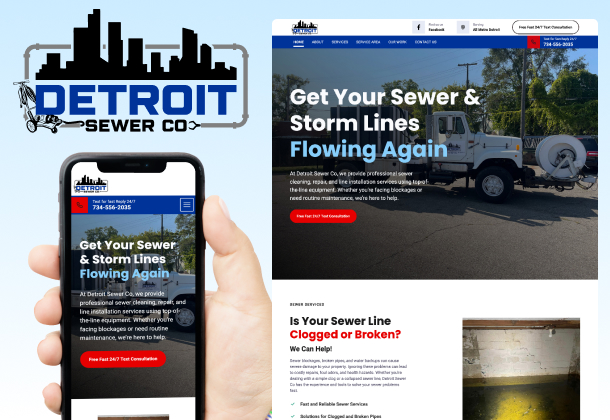 DETROIT
SEWER CO
DETROIT
SEWER CO
Text for fast Reply 24/7
734-556-2035
Get Your Sewer
& Storm Lines
Flowing Again
At Detroit Sewer Co, we provide
professional sewer cleaning, repair, and
line installation services using top-of-
the-line equipment. Whether you're
facing blockages or need routine
maintenance, we're here to help.
Free Fast 24/7 Text Consultation
DETROIT
SEWER CO
Find us on
Facebook
Serving
All Metro Detroit
Free Fast 24/7 Text Consultation
HOME
ABOUT
SERVICES
SERVICE AREA
OUR WORK
CONTACT US
Text for fast Reply 24/7
734-556-2035
Get Your Sewer &
Storm Lines
Flowing Again
At Detroit Sewer Co, we provide professional sewer
cleaning, repair, and line installation services using top-of-
the-line equipment. Whether you're facing blockages or
need routine maintenance, we're here to help.
Free Fast 24/7 Text Consultation
SEWER SERVICES
Is Your Sewer Line
Clogged or Broken?
We Can Help!
Sewer blockages, broken pipes, and water backups can cause
severe damage to your property. Ignoring these problems can lead
to costly repairs, foul odors, and health hazards. Whether you're
dealing with a simple clog or a collapsed sewer line, Detroit Sewer
Co has the experience and tools to solve your sewer problems
fast.
Fast and Reliable Sewer Services
Solutions for Clogged and Broken Pipes